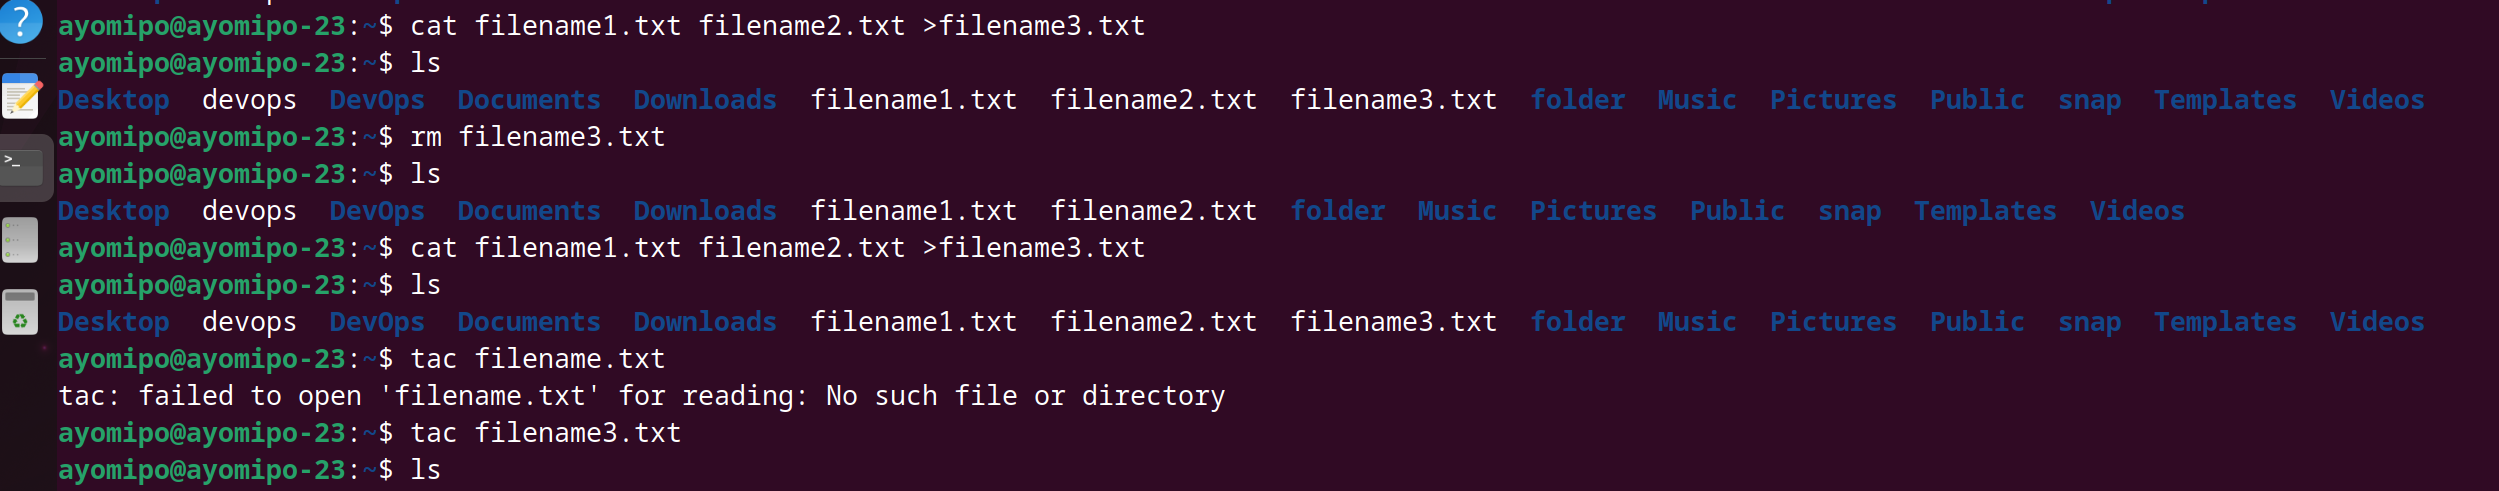 ayomipo@ayomipo-23:~$ cat filename1.txt filename2.txt >filename3.txt
ayomipo@ayomipo-23:~$ ls
Desktop devops DevOps Documents Downloads filename1.txt filename2.txt filename3.txt folder Music Pictures Public snap Templates Videos
ayomipo@ayomipo-23:~$ rm filename3.txt
ayomipo@ayomipo-23:~$ ls
Desktop devops DevOps Documents Downloads filename1.txt filename2.txt folder Music Pictures Public snap Templates Videos
ayomipo@ayomipo-23:~$ cat filename1.txt filename2.txt >filename3.txt
ayomipo@ayomipo-23:~$ ls
Desktop devops DevOps Documents Downloads filename1.txt filename2.txt filename3.txt folder Music Pictures Public snap Templates Videos
ayomipo@ayomipo-23:~$ tac filename.txt
tac: failed to open 'filename.txt' for reading: No such file or directory
ayomipo@ayomipo-23:~$ tac filename3.txt
ayomipo@ayomipo-23:~$ ls